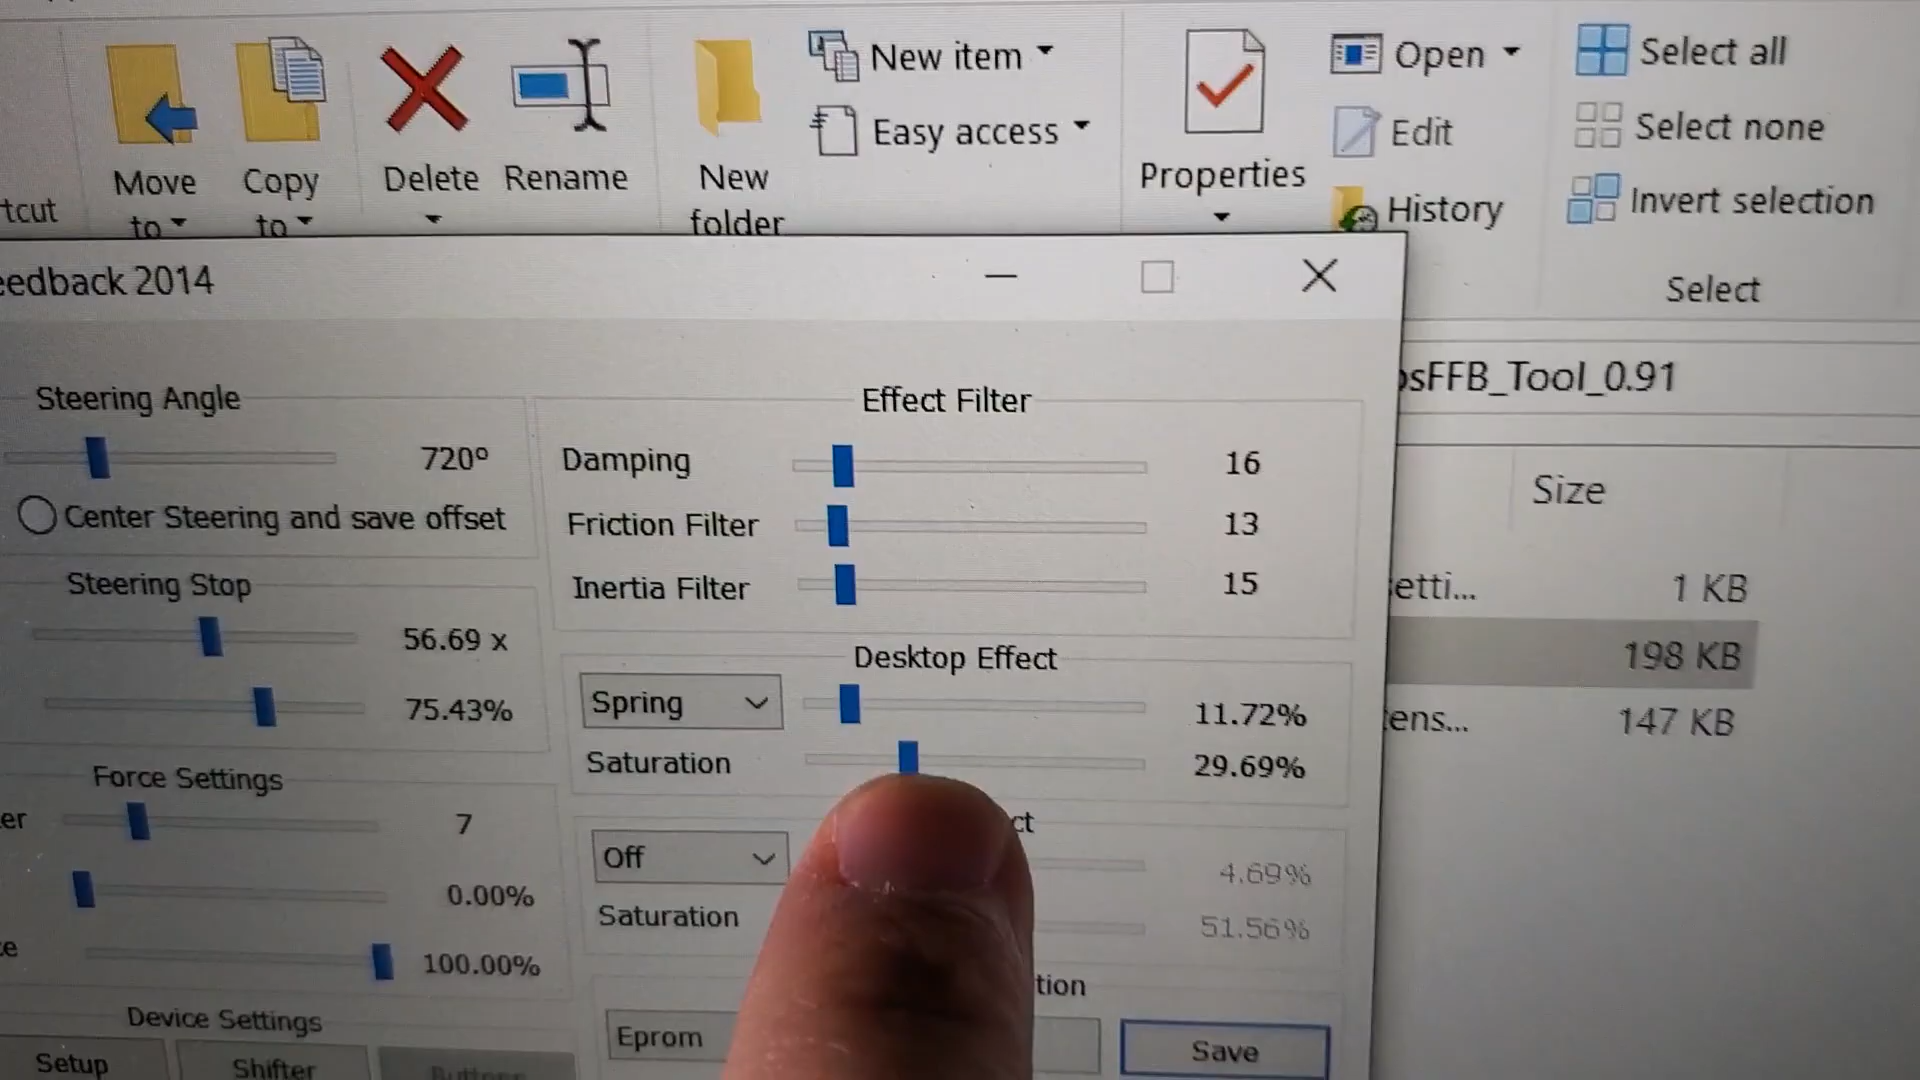 Move to
Copy to
Delete
Rename
New folder
New item
Easy access
Properties
Open
Edit
History
Select all
Select none
Invert selection
Select
tcut
eedback 2014
sFFB_Tool_0.91
Size
etti... 1 KB
198 KB
ens... 147 KB
Steering Angle
720°
Center Steering and save offset
Steering Stop
56.69 x
75.43%
Force Settings
er 7
0.00%
e 100.00%
Device Settings
Setup
Shifter
Buttons
Effect Filter
Damping 16
Friction Filter 13
Inertia Filter 15
Desktop Effect
Spring 11.72%
Saturation 29.69%
ct
Off 4.69%
Saturation 51.56%
tion
Eprom
Save